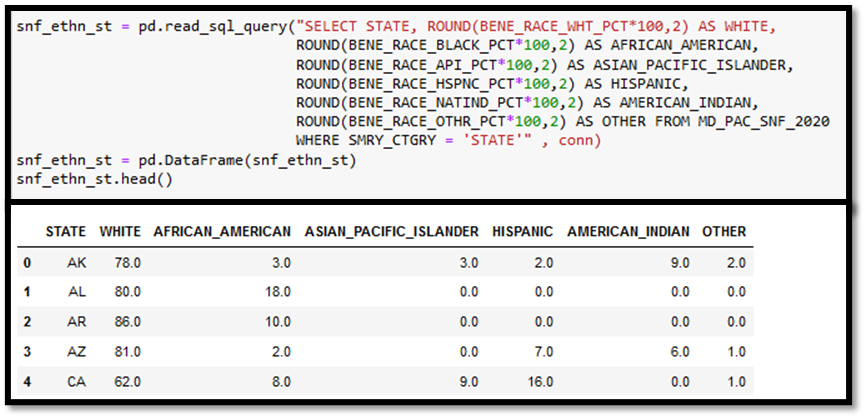 snf_ethn_st = pd.read_sql_query("SELECT STATE, ROUND(BENE_RACE_WHT_PCT*100,2) AS WHITE,
ROUND(BENE_RACE_BLACK_PCT*100,2) AS AFRICAN_AMERICAN,
ROUND(BENE_RACE_API_PCT*100,2) AS ASIAN_PACIFIC_ISLANDER,
ROUND(BENE_RACE_HSPNC_PCT*100,2) AS HISPANIC,
ROUND(BENE_RACE_NATIND_PCT*100,2) AS AMERICAN_INDIAN,
ROUND(BENE_RACE_OTHR_PCT*100,2) AS OTHER FROM MD_PAC_SNF_2020
WHERE SMRY_CTGRY = 'STATE'" , conn)
snf_ethn_st = pd.DataFrame(snf_ethn_st)
snf_ethn_st.head()
STATE WHITE AFRICAN_AMERICAN ASIAN_PACIFIC_ISLANDER HISPANIC AMERICAN_INDIAN OTHER
0 AK 78.0 3.0 3.0 2.0 9.0 2.0
1 AL 80.0 18.0 0.0 0.0 0.0 0.0
2 AR 86.0 10.0 0.0 0.0 0.0 0.0
3 AZ 81.0 2.0 0.0 7.0 6.0 1.0
4 CA 62.0 8.0 9.0 16.0 0.0 1.0